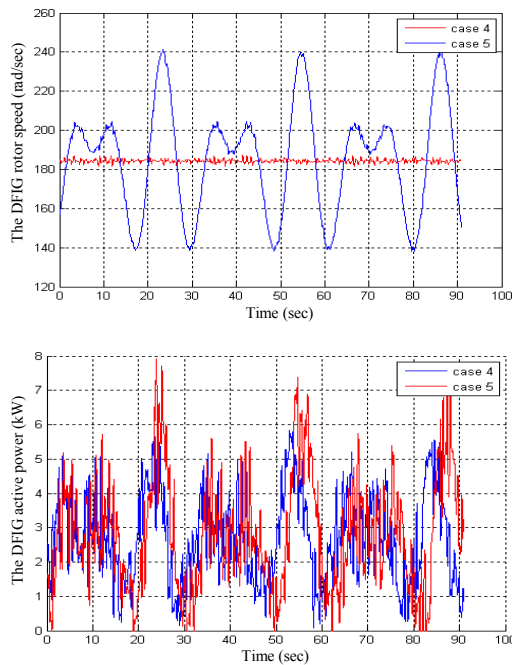 The DFIG rotor speed (rad/sec)
260
240
220
200
180
160
140
120
case 4
case 5
0 10 20 30 40 50 60 70 80 90 100
Time (sec)
The DFIG active power (kW)
8
7
6
5
4
3
2
1
0
case 4
case 5
0 10 20 30 40 50 60 70 80 90 100
Time (sec)